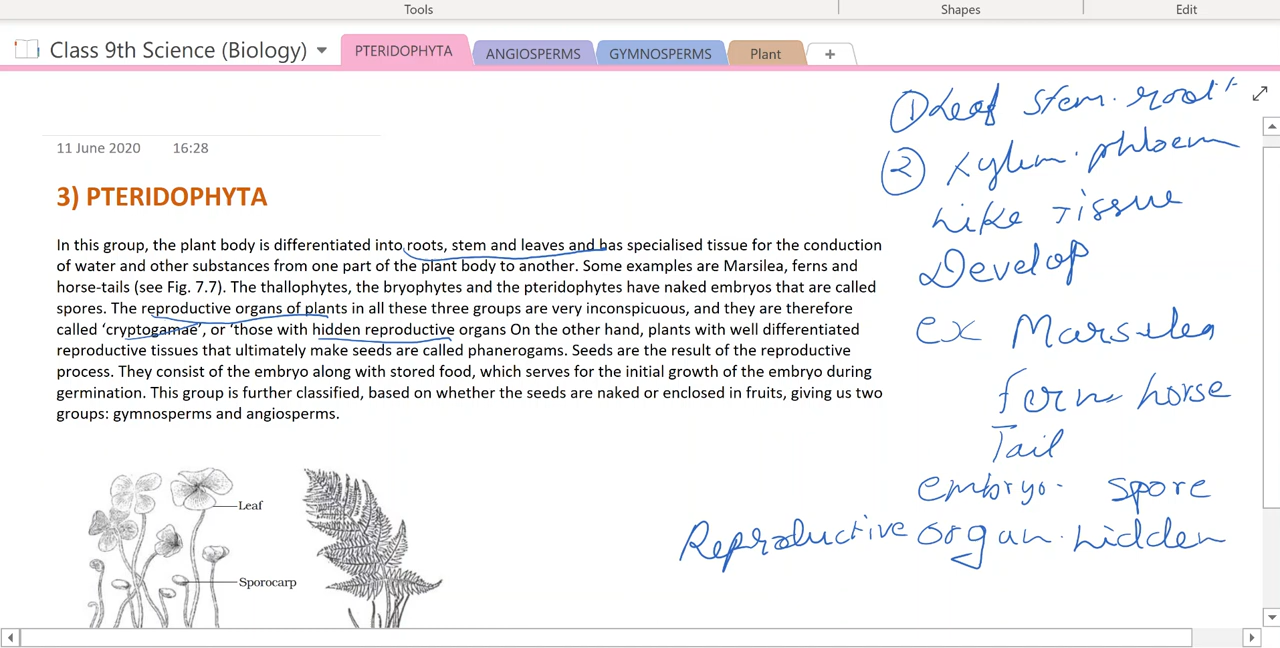 Tools Shapes Edit
Class 9th Science (Biology) PTERIDOPHYTA ANGIOSPERMS GYMNOSPERMS Plant +
11 June 2020 16:28
3) PTERIDOPHYTA
In this group, the plant body is differentiated into roots, stem and leaves and has specialised tissue for the conduction
of water and other substances from one part of the plant body to another. Some examples are Marsilea, ferns and
horse-tails (see Fig. 7.7). The thallophytes, the bryophytes and the pteridophytes have naked embryos that are called
spores. The reproductive organs of plants in all these three groups are very inconspicuous, and they are therefore
called ‘cryptogamae’, or ‘those with hidden reproductive organs On the other hand, plants with well differentiated
reproductive tissues that ultimately make seeds are called phanerogams. Seeds are the result of the reproductive
process. They consist of the embryo along with stored food, which serves for the initial growth of the embryo during
germination. This group is further classified, based on whether the seeds are naked or enclosed in fruits, giving us two
groups: gymnosperms and angiosperms.
Leaf
Sporocarp
① Leaf stem. root
② Xylem. phloem
Like Tissue
Develop
ex Marsilea
fern horse
Tail
embryo. spore
Reproductive organ. hidden